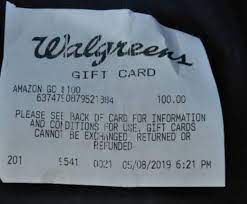 Walgreens
GIFT CARD
AMAZON GC $100
6374750879521384 100.00
PLEASE SEE BACK OF CARD FOR INFORMATION
AND CONDITIONS FOR USE. GIFT CARDS
CANNOT BE EXCHANGED, RETURNED OR
REFUNDED
201 9541 0021 05/08/2019 6:21 PM